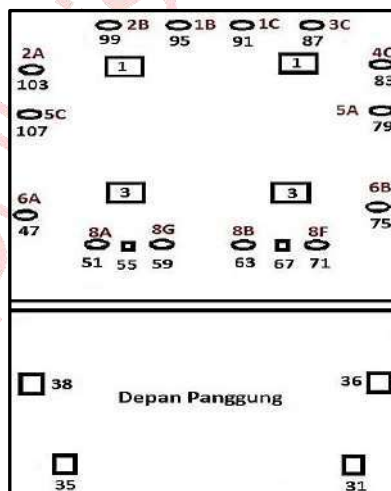 2B 1B 1C 3C
99 95 91 87
2A 1 1 4C
103 83
5C 5A
107 79
6A 3 3 6B
47 75
8A 8G 8B 8F
51 55 59 63 67 71
38 Depan Panggung 36
35 31